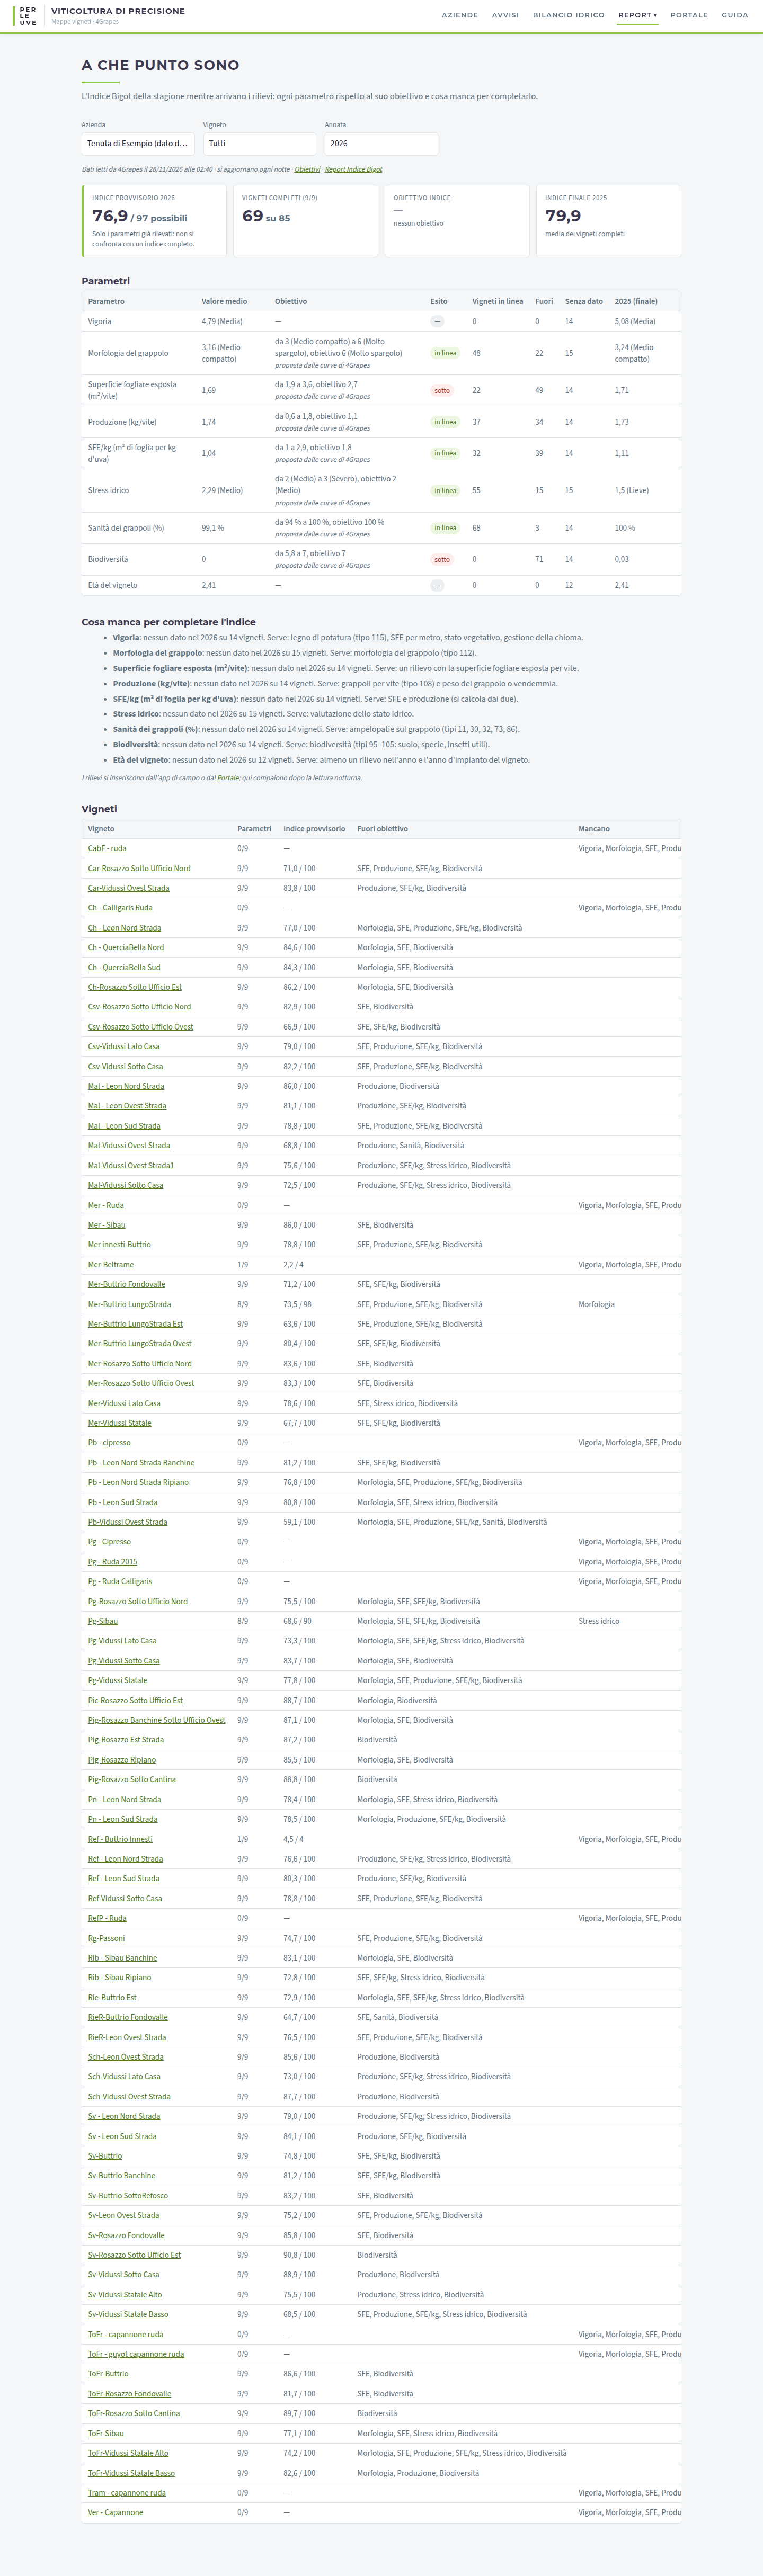 PER
LE
UVE
VITICOLTURA DI PRECISIONE
Mappe vigneti · 4Grapes
AZIENDE AVVISI BILANCIO IDRICO REPORT ▾ PORTALE GUIDA
A CHE PUNTO SONO
L'Indice Bigot della stagione mentre arrivano i rilievi: ogni parametro rispetto al suo obiettivo e cosa manca per completarlo.
Azienda Vigneto Annata
Tenuta di Esempio (dato d… Tutti 2026
Dati letti da 4Grapes il 28/11/2026 alle 02:40 · si aggiornano ogni notte · Obiettivi · Report Indice Bigot
INDICE PROVVISORIO 2026
76,9 / 97 possibili
Solo i parametri già rilevati: non si
confronta con un indice completo.
VIGNETI COMPLETI (9/9)
69 su 85
OBIETTIVO INDICE
—
nessun obiettivo
INDICE FINALE 2025
79,9
media dei vigneti completi
Parametri
Parametro Valore medio Obiettivo Esito Vigneti in linea Fuori Senza dato 2025 (finale)
Vigoria 4,79 (Media) — — 0 0 14 5,08 (Media)
Morfologia del grappolo 3,16 (Medio compatto) da 3 (Medio compatto) a 6 (Molto spargolo), obiettivo 6 (Molto spargolo) in linea 48 22 15 3,24 (Medio compatto)
proposta dalle curve di 4Grapes
Superficie fogliare esposta (m²/vite) 1,69 da 1,9 a 3,6, obiettivo 2,7 sotto 22 49 14 1,71
proposta dalle curve di 4Grapes
Produzione (kg/vite) 1,74 da 0,6 a 1,8, obiettivo 1,1 in linea 37 34 14 1,73
proposta dalle curve di 4Grapes
SFE/kg (m² di foglia per kg d'uva) 1,04 da 1 a 2,9, obiettivo 1,8 in linea 32 39 14 1,11
proposta dalle curve di 4Grapes
Stress idrico 2,29 (Medio) da 2 (Medio) a 3 (Severo), obiettivo 2 (Medio) in linea 55 15 15 1,5 (Lieve)
proposta dalle curve di 4Grapes
Sanità dei grappoli (%) 99,1 % da 94 % a 100 %, obiettivo 100 % in linea 68 3 14 100 %
proposta dalle curve di 4Grapes
Biodiversità 0 da 5,8 a 7, obiettivo 7 sotto 0 71 14 0,03
proposta dalle curve di 4Grapes
Età del vigneto 2,41 — — 0 0 12 2,41
Cosa manca per completare l'indice
• Vigoria: nessun dato nel 2026 su 14 vigneti. Serve: legno di potatura (tipo 115), SFE per metro, stato vegetativo, gestione della chioma.
• Morfologia del grappolo: nessun dato nel 2026 su 15 vigneti. Serve: morfologia del grappolo (tipo 112).
• Superficie fogliare esposta (m²/vite): nessun dato nel 2026 su 14 vigneti. Serve: un rilievo con la superficie fogliare esposta per vite.
• Produzione (kg/vite): nessun dato nel 2026 su 14 vigneti. Serve: grappoli per vite (tipo 108) e peso del grappolo o vendemmia.
• SFE/kg (m² di foglia per kg d'uva): nessun dato nel 2026 su 14 vigneti. Serve: SFE e produzione (si calcola dai due).
• Stress idrico: nessun dato nel 2026 su 15 vigneti. Serve: valutazione dello stato idrico.
• Sanità dei grappoli (%): nessun dato nel 2026 su 14 vigneti. Serve: ampelopatie sul grappolo (tipi 11, 30, 32, 73, 86).
• Biodiversità: nessun dato nel 2026 su 14 vigneti. Serve: biodiversità (tipi 95–105: suolo, specie, insetti utili).
• Età del vigneto: nessun dato nel 2026 su 12 vigneti. Serve: almeno un rilievo nell'anno e l'anno d'impianto del vigneto.
I rilievi si inseriscono dall'app di campo o dal Portale; qui compaiono dopo la lettura notturna.
Vigneti
Vigneto Parametri Indice provvisorio Fuori obiettivo Mancano
CabF - ruda 0/9 — Vigoria, Morfologia, SFE, Produ
Car-Rosazzo Sotto Ufficio Nord 9/9 71,0 / 100 SFE, Produzione, SFE/kg, Biodiversità
Car-Vidussi Ovest Strada 9/9 83,8 / 100 Produzione, SFE/kg, Biodiversità
Ch - Calligaris Ruda 0/9 — Vigoria, Morfologia, SFE, Produ
Ch - Leon Nord Strada 9/9 77,0 / 100 Morfologia, SFE, Produzione, SFE/kg, Biodiversità
Ch - QuerciaBella Nord 9/9 84,6 / 100 Morfologia, SFE, Biodiversità
Ch - QuerciaBella Sud 9/9 84,3 / 100 Morfologia, SFE, Biodiversità
Ch-Rosazzo Sotto Ufficio Est 9/9 86,2 / 100 Morfologia, SFE, Biodiversità
Csv-Rosazzo Sotto Ufficio Nord 9/9 82,9 / 100 SFE, Biodiversità
Csv-Rosazzo Sotto Ufficio Ovest 9/9 66,9 / 100 SFE, SFE/kg, Biodiversità
Csv-Vidussi Lato Casa 9/9 79,0 / 100 SFE, Produzione, SFE/kg, Biodiversità
Csv-Vidussi Sotto Casa 9/9 82,2 / 100 SFE, Produzione, SFE/kg, Biodiversità
Mal - Leon Nord Strada 9/9 86,0 / 100 Produzione, Biodiversità
Mal - Leon Ovest Strada 9/9 81,1 / 100 Produzione, SFE/kg, Biodiversità
Mal - Leon Sud Strada 9/9 78,8 / 100 SFE, Produzione, SFE/kg, Biodiversità
Mal-Vidussi Ovest Strada 9/9 68,8 / 100 Produzione, Sanità, Biodiversità
Mal-Vidussi Ovest Strada1 9/9 75,6 / 100 Produzione, SFE/kg, Stress idrico, Biodiversità
Mal-Vidussi Sotto Casa 9/9 72,5 / 100 Produzione, SFE/kg, Stress idrico, Biodiversità
Mer - Ruda 0/9 — Vigoria, Morfologia, SFE, Produ
Mer - Sibau 9/9 86,0 / 100 SFE, Biodiversità
Mer innesti-Buttrio 9/9 78,8 / 100 SFE, Produzione, SFE/kg, Biodiversità
Mer-Beltrame 1/9 2,2 / 4 Vigoria, Morfologia, SFE, Produ
Mer-Buttrio Fondovalle 9/9 71,2 / 100 SFE, SFE/kg, Biodiversità
Mer-Buttrio LungoStrada 8/9 73,5 / 98 SFE, Produzione, SFE/kg, Biodiversità Morfologia
Mer-Buttrio LungoStrada Est 9/9 63,6 / 100 SFE, Produzione, SFE/kg, Biodiversità
Mer-Buttrio LungoStrada Ovest 9/9 80,4 / 100 SFE, SFE/kg, Biodiversità
Mer-Rosazzo Sotto Ufficio Nord 9/9 83,6 / 100 SFE, Biodiversità
Mer-Rosazzo Sotto Ufficio Ovest 9/9 83,3 / 100 SFE, Biodiversità
Mer-Vidussi Lato Casa 9/9 78,6 / 100 SFE, Stress idrico, Biodiversità
Mer-Vidussi Statale 9/9 67,7 / 100 SFE, SFE/kg, Biodiversità
Pb - cipresso 0/9 — Vigoria, Morfologia, SFE, Produ
Pb - Leon Nord Strada Banchine 9/9 81,2 / 100 SFE, SFE/kg, Biodiversità
Pb - Leon Nord Strada Ripiano 9/9 76,8 / 100 Morfologia, SFE, Produzione, SFE/kg, Biodiversità
Pb - Leon Sud Strada 9/9 80,8 / 100 Morfologia, SFE, Stress idrico, Biodiversità
Pb-Vidussi Ovest Strada 9/9 59,1 / 100 Morfologia, SFE, Produzione, SFE/kg, Sanità, Biodiversità
Pg - Cipresso 0/9 — Vigoria, Morfologia, SFE, Produ
Pg - Ruda 2015 0/9 — Vigoria, Morfologia, SFE, Produ
Pg - Ruda Calligaris 0/9 — Vigoria, Morfologia, SFE, Produ
Pg-Rosazzo Sotto Ufficio Nord 9/9 75,5 / 100 Morfologia, SFE, SFE/kg, Biodiversità
Pg-Sibau 8/9 68,6 / 90 Morfologia, SFE, SFE/kg, Biodiversità Stress idrico
Pg-Vidussi Lato Casa 9/9 73,3 / 100 Morfologia, SFE, SFE/kg, Stress idrico, Biodiversità
Pg-Vidussi Sotto Casa 9/9 83,7 / 100 Morfologia, SFE, Biodiversità
Pg-Vidussi Statale 9/9 77,8 / 100 Morfologia, SFE, Produzione, SFE/kg, Biodiversità
Pic-Rosazzo Sotto Ufficio Est 9/9 88,7 / 100 Morfologia, Biodiversità
Pig-Rosazzo Banchine Sotto Ufficio Ovest 9/9 87,1 / 100 Morfologia, SFE, Biodiversità
Pig-Rosazzo Est Strada 9/9 87,2 / 100 Biodiversità
Pig-Rosazzo Ripiano 9/9 85,5 / 100 Morfologia, SFE, Biodiversità
Pig-Rosazzo Sotto Cantina 9/9 88,8 / 100 Biodiversità
Pn - Leon Nord Strada 9/9 78,4 / 100 Morfologia, SFE, Stress idrico, Biodiversità
Pn - Leon Sud Strada 9/9 78,5 / 100 Morfologia, Produzione, SFE/kg, Biodiversità
Ref - Buttrio Innesti 1/9 4,5 / 4 Vigoria, Morfologia, SFE, Produ
Ref - Leon Nord Strada 9/9 76,6 / 100 Produzione, SFE/kg, Stress idrico, Biodiversità
Ref - Leon Sud Strada 9/9 80,3 / 100 Produzione, SFE/kg, Biodiversità
Ref-Vidussi Sotto Casa 9/9 78,8 / 100 SFE, Produzione, SFE/kg, Biodiversità
RefP - Ruda 0/9 — Vigoria, Morfologia, SFE, Produ
Rg-Passoni 9/9 74,7 / 100 SFE, Produzione, SFE/kg, Biodiversità
Rib - Sibau Banchine 9/9 83,1 / 100 Morfologia, SFE, Biodiversità
Rib - Sibau Ripiano 9/9 72,8 / 100 SFE, SFE/kg, Stress idrico, Biodiversità
Rie-Buttrio Est 9/9 72,9 / 100 Morfologia, SFE, SFE/kg, Stress idrico, Biodiversità
RieR-Buttrio Fondovalle 9/9 64,7 / 100 SFE, Sanità, Biodiversità
RieR-Leon Ovest Strada 9/9 76,5 / 100 SFE, Produzione, SFE/kg, Biodiversità
Sch-Leon Ovest Strada 9/9 85,6 / 100 Produzione, Biodiversità
Sch-Vidussi Lato Casa 9/9 73,0 / 100 Produzione, SFE/kg, Stress idrico, Biodiversità
Sch-Vidussi Ovest Strada 9/9 87,7 / 100 Produzione, Biodiversità
Sv - Leon Nord Strada 9/9 79,0 / 100 Produzione, SFE/kg, Stress idrico, Biodiversità
Sv - Leon Sud Strada 9/9 84,1 / 100 Produzione, SFE/kg, Biodiversità
Sv-Buttrio 9/9 74,8 / 100 SFE, SFE/kg, Biodiversità
Sv-Buttrio Banchine 9/9 81,2 / 100 SFE, SFE/kg, Biodiversità
Sv-Buttrio SottoRefosco 9/9 83,2 / 100 SFE, Biodiversità
Sv-Leon Ovest Strada 9/9 75,2 / 100 SFE, Produzione, SFE/kg, Biodiversità
Sv-Rosazzo Fondovalle 9/9 85,8 / 100 SFE, Biodiversità
Sv-Rosazzo Sotto Ufficio Est 9/9 90,8 / 100 Biodiversità
Sv-Vidussi Sotto Casa 9/9 88,9 / 100 Produzione, Biodiversità
Sv-Vidussi Statale Alto 9/9 75,5 / 100 Produzione, Stress idrico, Biodiversità
Sv-Vidussi Statale Basso 9/9 68,5 / 100 SFE, Produzione, SFE/kg, Stress idrico, Biodiversità
ToFr - capannone ruda 0/9 — Vigoria, Morfologia, SFE, Produ
ToFr - guyot capannone ruda 0/9 — Vigoria, Morfologia, SFE, Produ
ToFr-Buttrio 9/9 86,6 / 100 SFE, Biodiversità
ToFr-Rosazzo Fondovalle 9/9 81,7 / 100 SFE, Biodiversità
ToFr-Rosazzo Sotto Cantina 9/9 89,7 / 100 Biodiversità
ToFr-Sibau 9/9 77,1 / 100 Morfologia, SFE, Stress idrico, Biodiversità
ToFr-Vidussi Statale Alto 9/9 74,2 / 100 Morfologia, SFE, Produzione, SFE/kg, Stress idrico, Biodiversità
ToFr-Vidussi Statale Basso 9/9 82,6 / 100 Morfologia, Produzione, Biodiversità
Tram - capannone ruda 0/9 — Vigoria, Morfologia, SFE, Produ
Ver - Capannone 0/9 — Vigoria, Morfologia, SFE, Produ